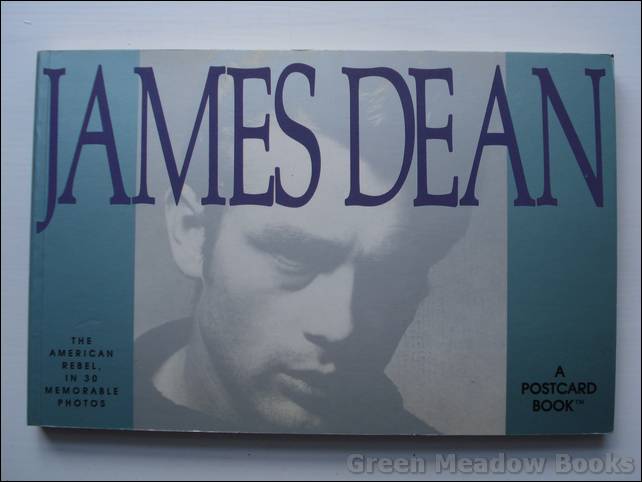 JAMES DEAN
THE
AMERICAN
REBEL,
IN 30
MEMORABLE
PHOTOS
A
POSTCARD
BOOK™
Green Meadow Books